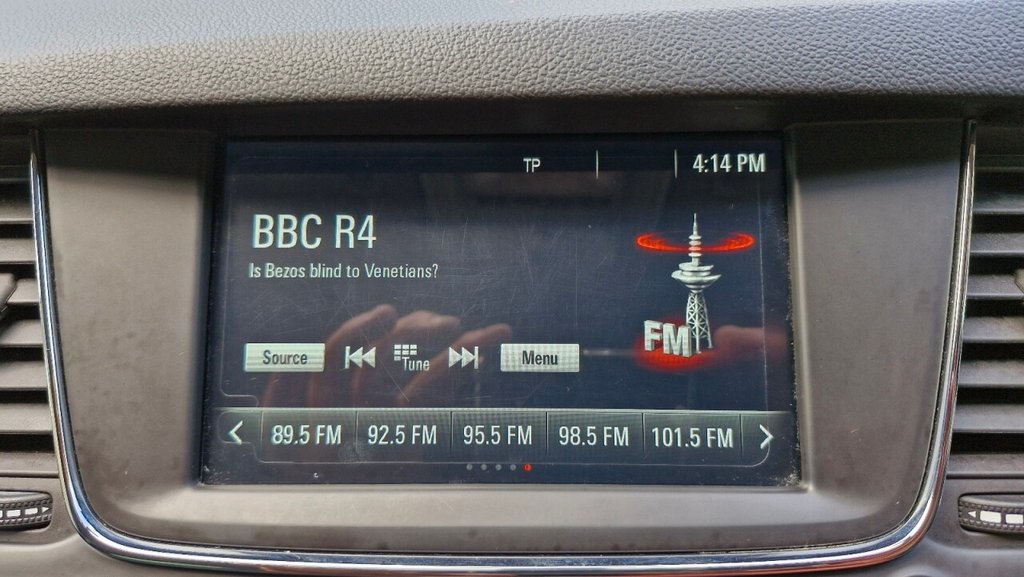 TP
4:14 PM
BBC R4
Is Bezos blind to Venetians?
FM
Source
Tune
Menu
89.5 FM
92.5 FM
95.5 FM
98.5 FM
101.5 FM